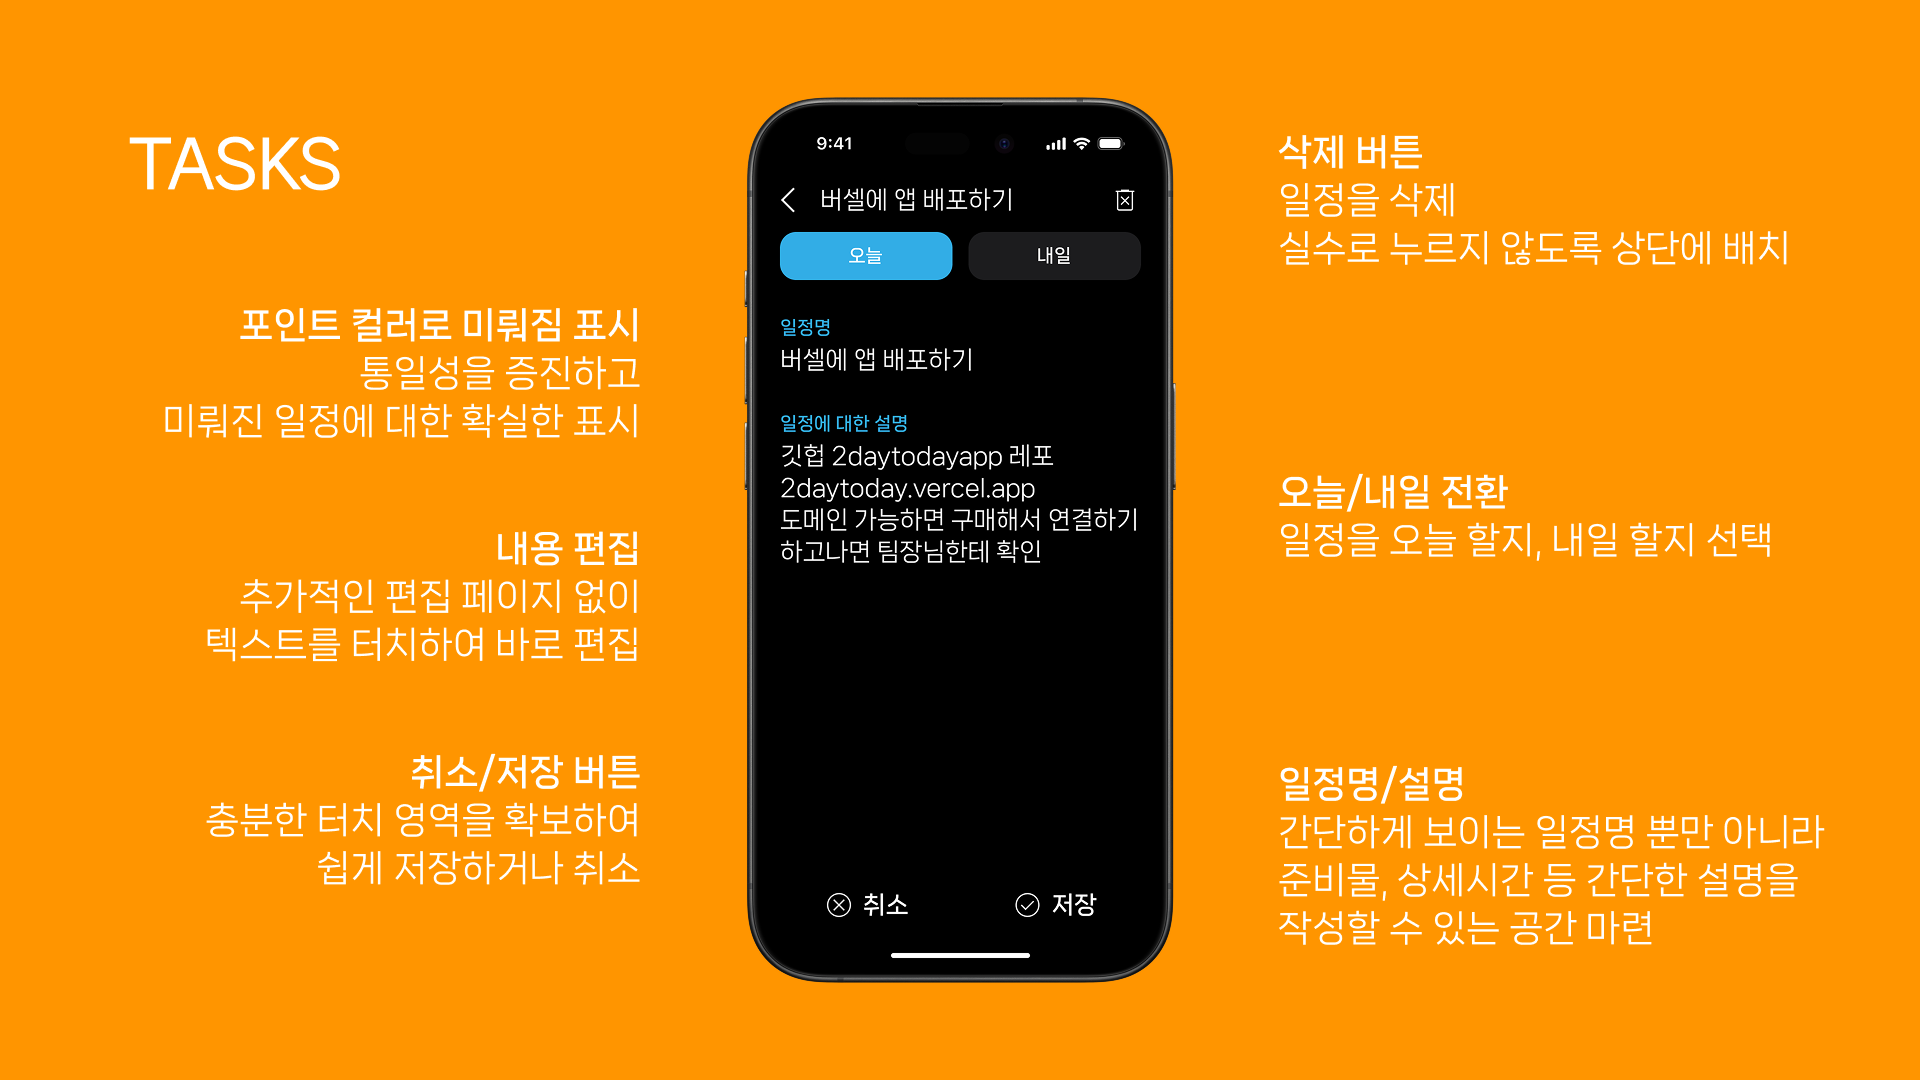 TASKS
포인트 컬러로 미뤄짐 표시
통일성을 증진하고
미뤄진 일정에 대한 확실한 표시
내용 편집
추가적인 편집 페이지 없이
텍스트를 터치하여 바로 편집
취소/저장 버튼
충분한 터치 영역을 확보하여
쉽게 저장하거나 취소
9:41
버셀에 앱 배포하기
오늘
내일
일정명
버셀에 앱 배포하기
일정에 대한 설명
깃헙 2daytodayapp 레포
2daytoday.vercel.app
도메인 가능하면 구매해서 연결하기
하고나면 팀장님한테 확인
취소
저장
삭제 버튼
일정을 삭제
실수로 누르지 않도록 상단에 배치
오늘/내일 전환
일정을 오늘 할지, 내일 할지 선택
일정명/설명
간단하게 보이는 일정명 뿐만 아니라
준비물, 상세시간 등 간단한 설명을
작성할 수 있는 공간 마련